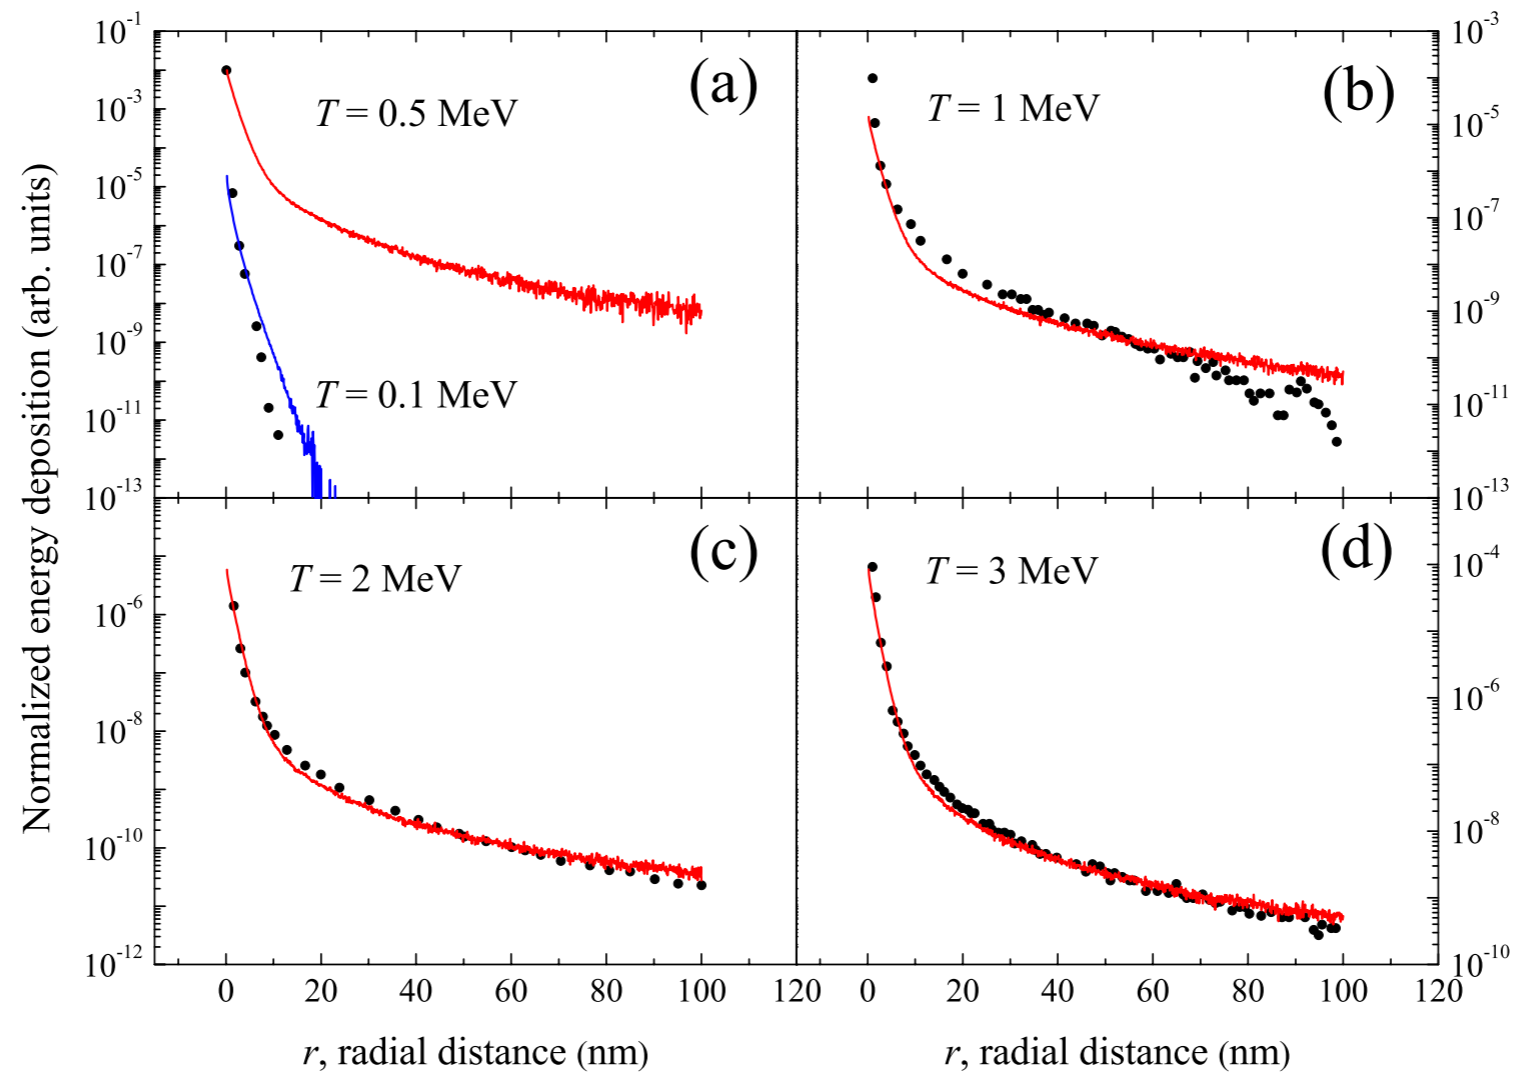 Normalized energy deposition (arb. units)
10^-1
10^-3
10^-5
10^-7
10^-9
10^-11
10^-13
(a)
T = 0.5 MeV
T = 0.1 MeV
(b)
T = 1 MeV
10^-3
10^-5
10^-7
10^-9
10^-11
10^-13
(c)
T = 2 MeV
10^-6
10^-8
10^-10
10^-12
(d)
T = 3 MeV
10^-4
10^-6
10^-8
10^-10
0 20 40 60 80 100 120
0 20 40 60 80 100 120
r, radial distance (nm)
r, radial distance (nm)